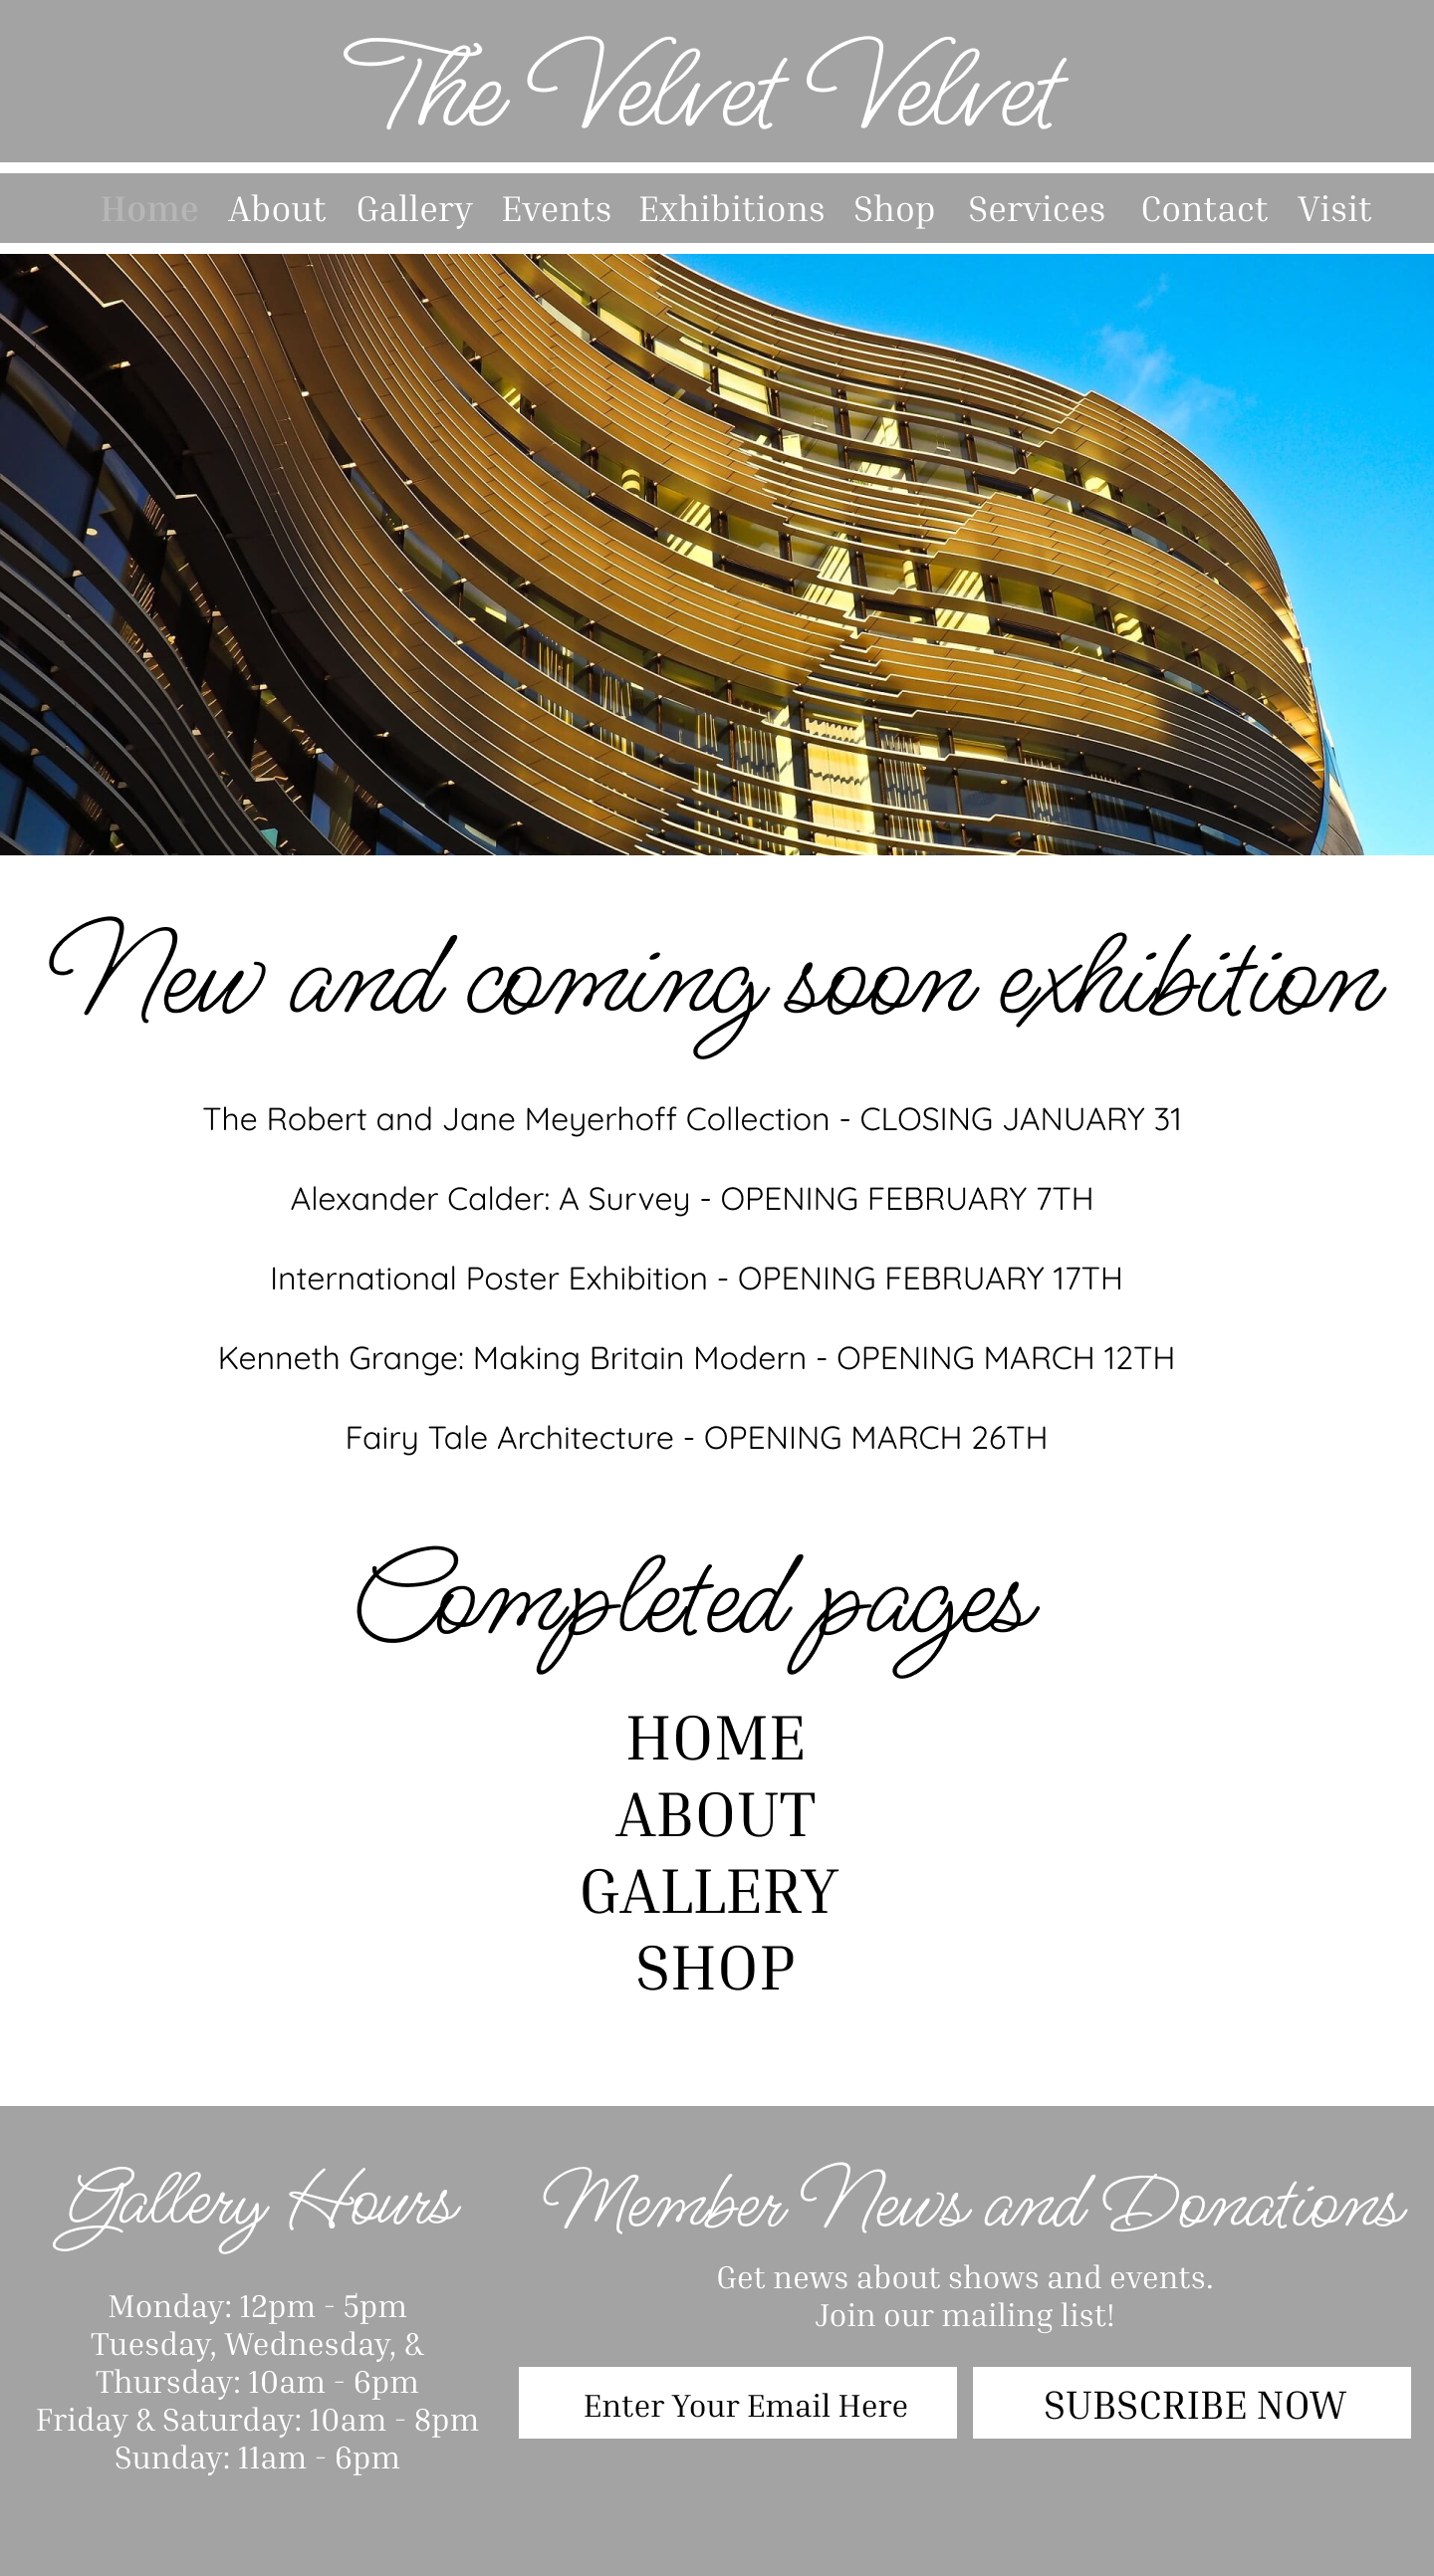 The Velvet Velvet
Home About Gallery Events Exhibitions Shop Services Contact Visit
New and coming soon exhibition
The Robert and Jane Meyerhoff Collection - CLOSING JANUARY 31
Alexander Calder: A Survey - OPENING FEBRUARY 7TH
International Poster Exhibition - OPENING FEBRUARY 17TH
Kenneth Grange: Making Britain Modern - OPENING MARCH 12TH
Fairy Tale Architecture - OPENING MARCH 26TH
Completed pages
HOME
ABOUT
GALLERY
SHOP
Gallery Hours
Monday: 12pm - 5pm
Tuesday, Wednesday, &
Thursday: 10am - 6pm
Friday & Saturday: 10am - 8pm
Sunday: 11am - 6pm
Member News and Donations
Get news about shows and events.
Join our mailing list!
Enter Your Email Here
SUBSCRIBE NOW